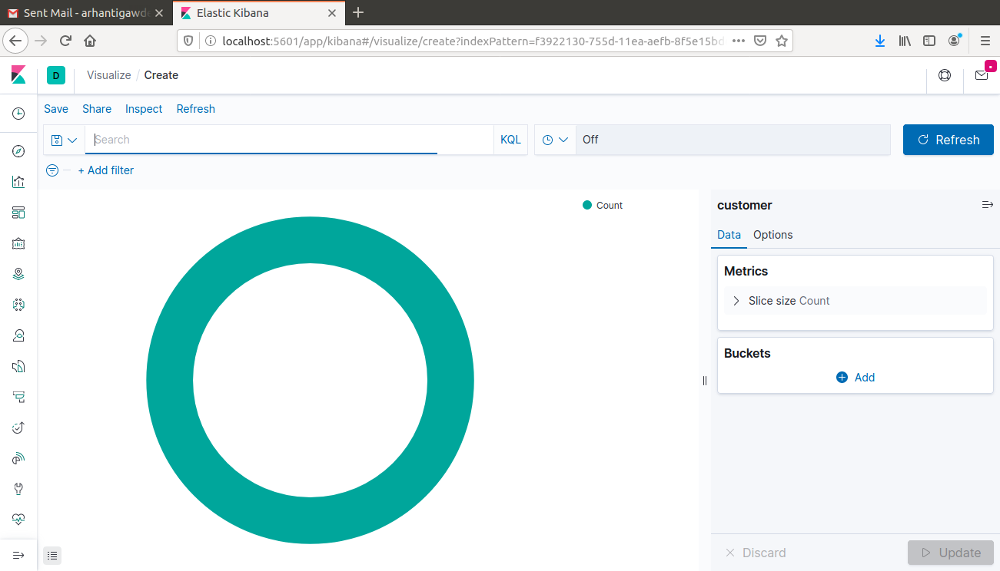 Sent Mail - arhantigawde
Elastic Kibana
localhost:5601/app/kibana#/visualize/create?indexPattern=f3922130-755d-11ea-aefb-8f5e15bd
D
Visualize / Create
Save Share Inspect Refresh
Search
KQL
Off
Refresh
+ Add filter
Count
customer
Data Options
Metrics
Slice size Count
Buckets
Add
Discard
Update